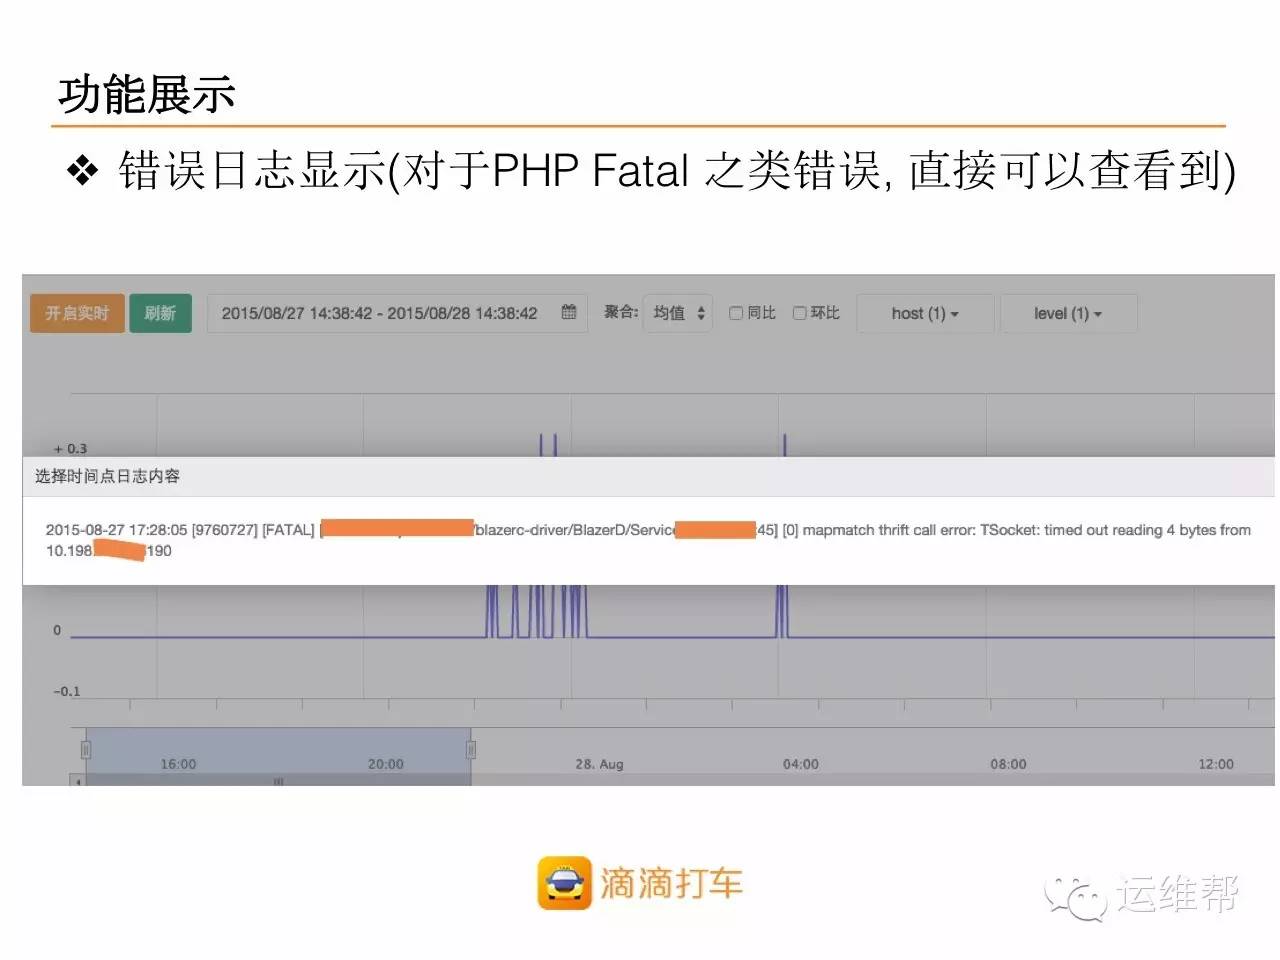 功能展示
❖ 错误日志显示(对于PHP Fatal 之类错误, 直接可以查看到)
开启实时 刷新 2015/08/27 14:38:42 - 2015/08/28 14:38:42 聚合: 均值 同比 环比 host (1) level (1)
+ 0.3
选择时间点日志内容
2015-08-27 17:28:05 [9760727] [FATAL] [ /blazerc-driver/BlazerD/Service 45] [0] mapmatch thrift call error: TSocket: timed out reading 4 bytes from
10.198. 190
0
-0.1
16:00 20:00 28. Aug 04:00 08:00 12:00
滴滴打车
运维帮